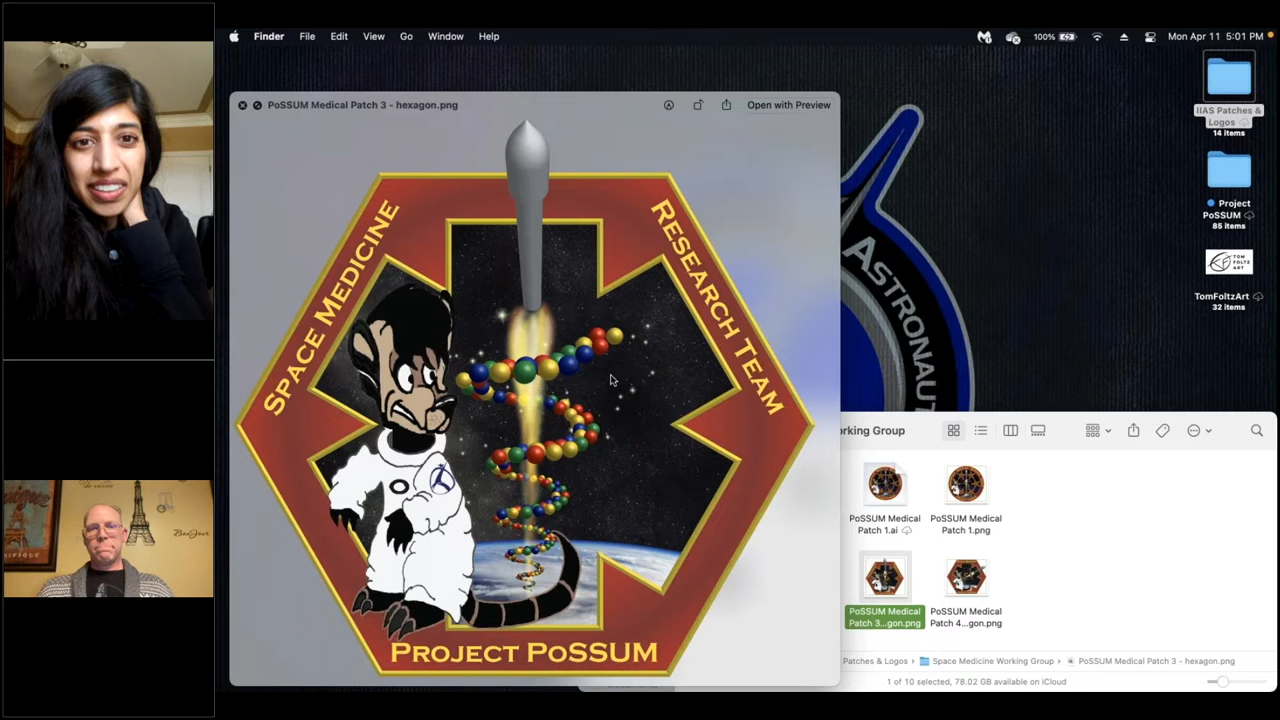 Finder File Edit View Go Window Help
100% Mon Apr 11 5:01 PM
PoSSUM Medical Patch 3 - hexagon.png
Open with Preview
SPACE MEDICINE
RESEARCH TEAM
PROJECT POSSUM
ASTRONAUT
IIAS Patches &
Logos
14 items
Project
PoSSUM
85 items
TOM
FOLTZ
ART
TomFoltzArt
32 items
BONJOUR
rking Group
PoSSUM Medical
Patch 1.ai
PoSSUM Medical
Patch 1.png
PoSSUM Medical
Patch 3...gon.png
PoSSUM Medical
Patch 4...gon.png
Patches & Logos › Space Medicine Working Group › PoSSUM Medical Patch 3 - hexagon.png
1 of 10 selected, 78.02 GB available on iCloud